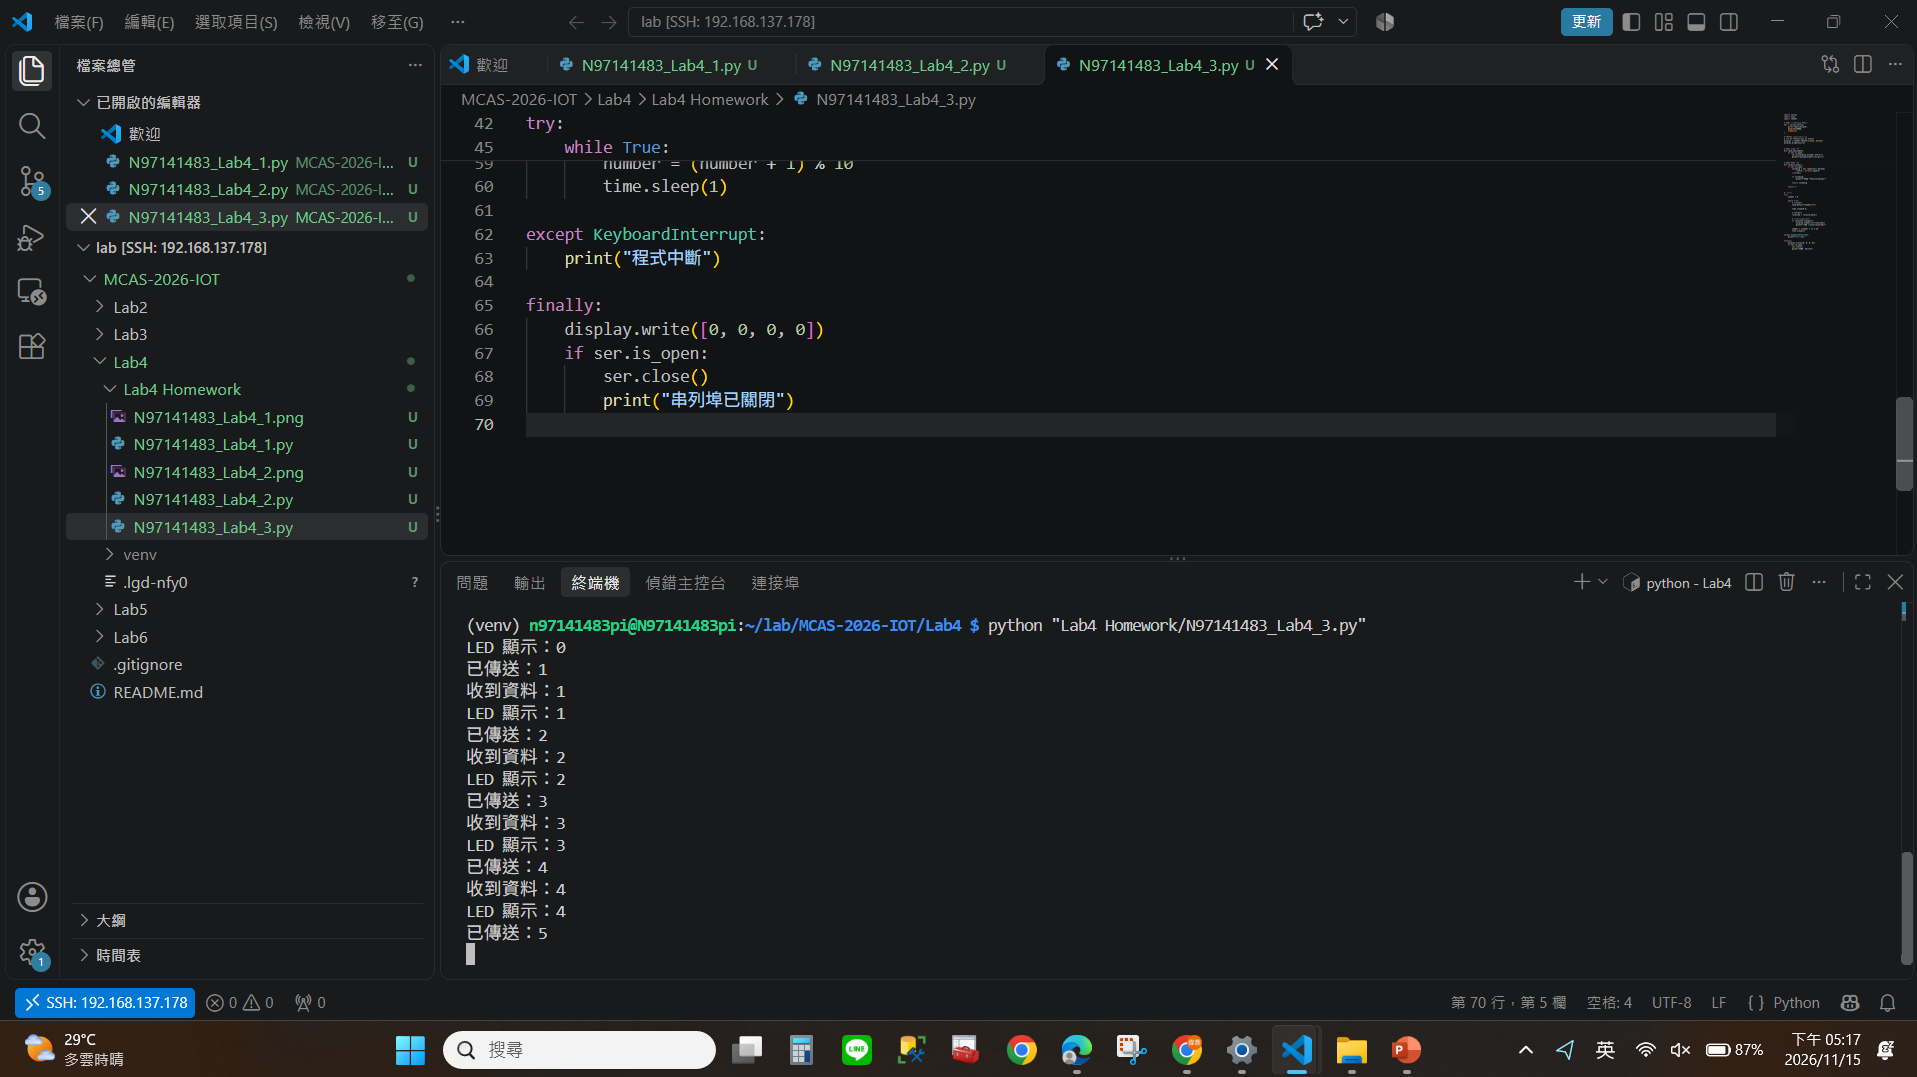 檔案(F) 編輯(E) 選取項目(S) 檢視(V) 移至(G) ···
lab [SSH: 192.168.137.178]
更新
檔案總管
已開啟的編輯器
歡迎
N97141483_Lab4_1.py MCAS-2026-I... U
N97141483_Lab4_2.py MCAS-2026-I... U
N97141483_Lab4_3.py MCAS-2026-I... U
lab [SSH: 192.168.137.178]
MCAS-2026-IOT
Lab2
Lab3
Lab4
Lab4 Homework
N97141483_Lab4_1.png U
N97141483_Lab4_1.py U
N97141483_Lab4_2.png U
N97141483_Lab4_2.py U
N97141483_Lab4_3.py U
venv
.lgd-nfy0 ?
Lab5
Lab6
.gitignore
README.md
大綱
時間表
5
1
歡迎
N97141483_Lab4_1.py U
N97141483_Lab4_2.py U
N97141483_Lab4_3.py U
MCAS-2026-IOT > Lab4 > Lab4 Homework > N97141483_Lab4_3.py
42 try:
45 while True:
59 number = (number + 1) % 10
60 time.sleep(1)
61
62 except KeyboardInterrupt:
63 print("程式中斷")
64
65 finally:
66 display.write([0, 0, 0, 0])
67 if ser.is_open:
68 ser.close()
69 print("串列埠已關閉")
70
問題 輸出 終端機 偵錯主控台 連接埠
python - Lab4
(venv) n97141483pi@N97141483pi:~/lab/MCAS-2026-IOT/Lab4 $ python "Lab4 Homework/N97141483_Lab4_3.py"
LED 顯示：0
已傳送：1
收到資料：1
LED 顯示：1
已傳送：2
收到資料：2
LED 顯示：2
已傳送：3
收到資料：3
LED 顯示：3
已傳送：4
收到資料：4
LED 顯示：4
已傳送：5
SSH: 192.168.137.178 0 0 0
第 70 行，第 5 欄 空格: 4 UTF-8 LF { } Python
29°C
多雲時晴
搜尋
LINE
英
87%
下午 05:17
2026/11/15